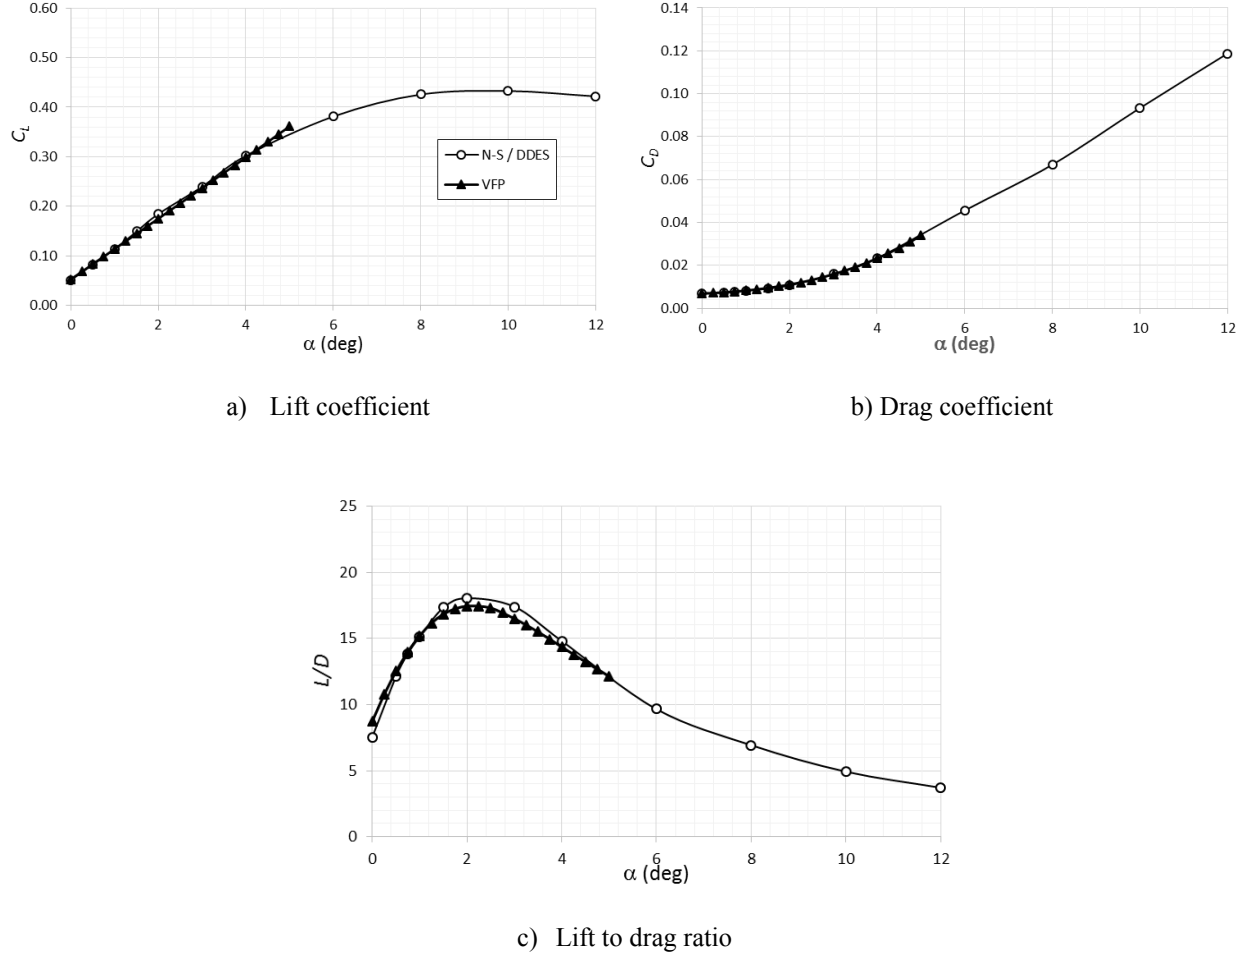 0.60
0.50
0.40
0.30
0.20
0.10
0.00
C_L
0 2 4 6 8 10 12
α (deg)
N-S / DDES
VFP
a) Lift coefficient
0.14
0.12
0.10
0.08
0.06
0.04
0.02
0.00
C_D
0 2 4 6 8 10 12
α (deg)
b) Drag coefficient
25
20
15
10
5
0
L/D
0 2 4 6 8 10 12
α (deg)
c) Lift to drag ratio